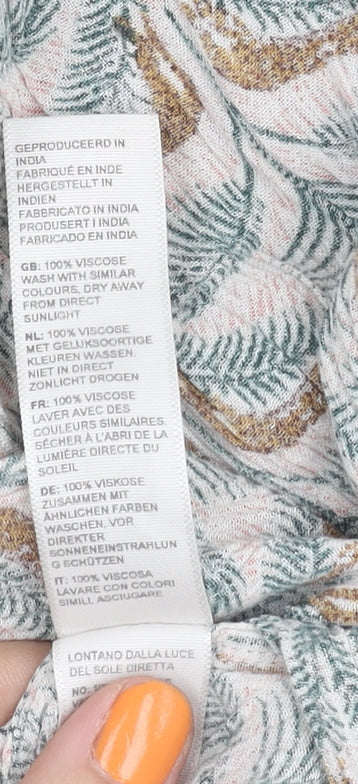 GEPRODUCEERD IN
INDIA
FABRIQUÉ EN INDE
HERGESTELLT IN
INDIEN
FABBRICATO IN INDIA
PRODUSERT I INDIA
FABRICADO EN INDIA
GB: 100% VISCOSE
WASH WITH SIMILAR
COLOURS, DRY AWAY
FROM DIRECT
SUNLIGHT
NL: 100% VISCOSE
MET GELIJKSOORTIGE
KLEUREN WASSEN,
NIET IN DIRECT
ZONLICHT DROGEN
FR: 100% VISCOSE
LAVER AVEC DES
COULEURS SIMILAIRES.
SÉCHER À L'ABRI DE LA
LUMIÈRE DIRECTE DU
SOLEIL
DE: 100% VISKOSE
ZUSAMMEN MIT
ÄHNLICHEN FARBEN
WASCHEN, VOR
DIREKTER
SONNENEINSTRAHLUN
G SCHÜTZEN
IT: 100% VISCOSA
LAVARE CON COLORI
SIMILI, ASCIUGARE
LONTANO DALLA LUCE
DEL SOLE DIRETTA
NO: